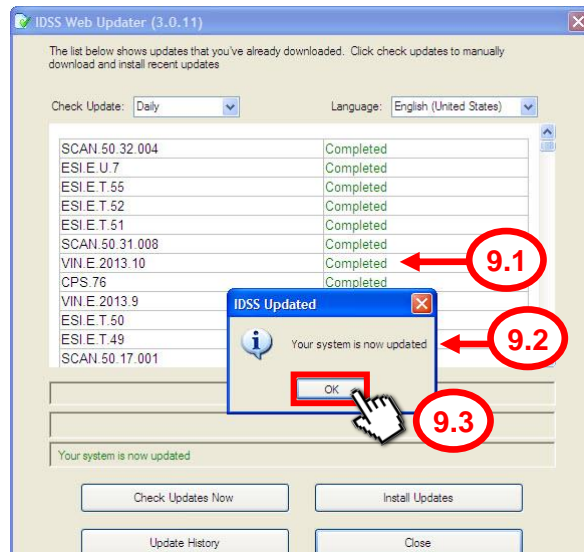 IDSS Web Updater (3.0.11)
The list below shows updates that you've already downloaded. Click check updates to manually
download and install recent updates
Check Update: Daily Language: English (United States)
SCAN.50.32.004 Completed
ESI.E.U.7 Completed
ESI.E.T.55 Completed
ESI.E.T.52 Completed
ESI.E.T.51 Completed
SCAN.50.31.008 Completed
VIN.E.2013.10 Completed
9.1
CPS.76 Completed
VIN.E.2013.9
IDSS Updated
ESI.E.T.50
ESI.E.T.49
Your system is now updated
9.2
SCAN.50.17.001
OK
9.3
Your system is now updated
Check Updates Now Install Updates
Update History Close